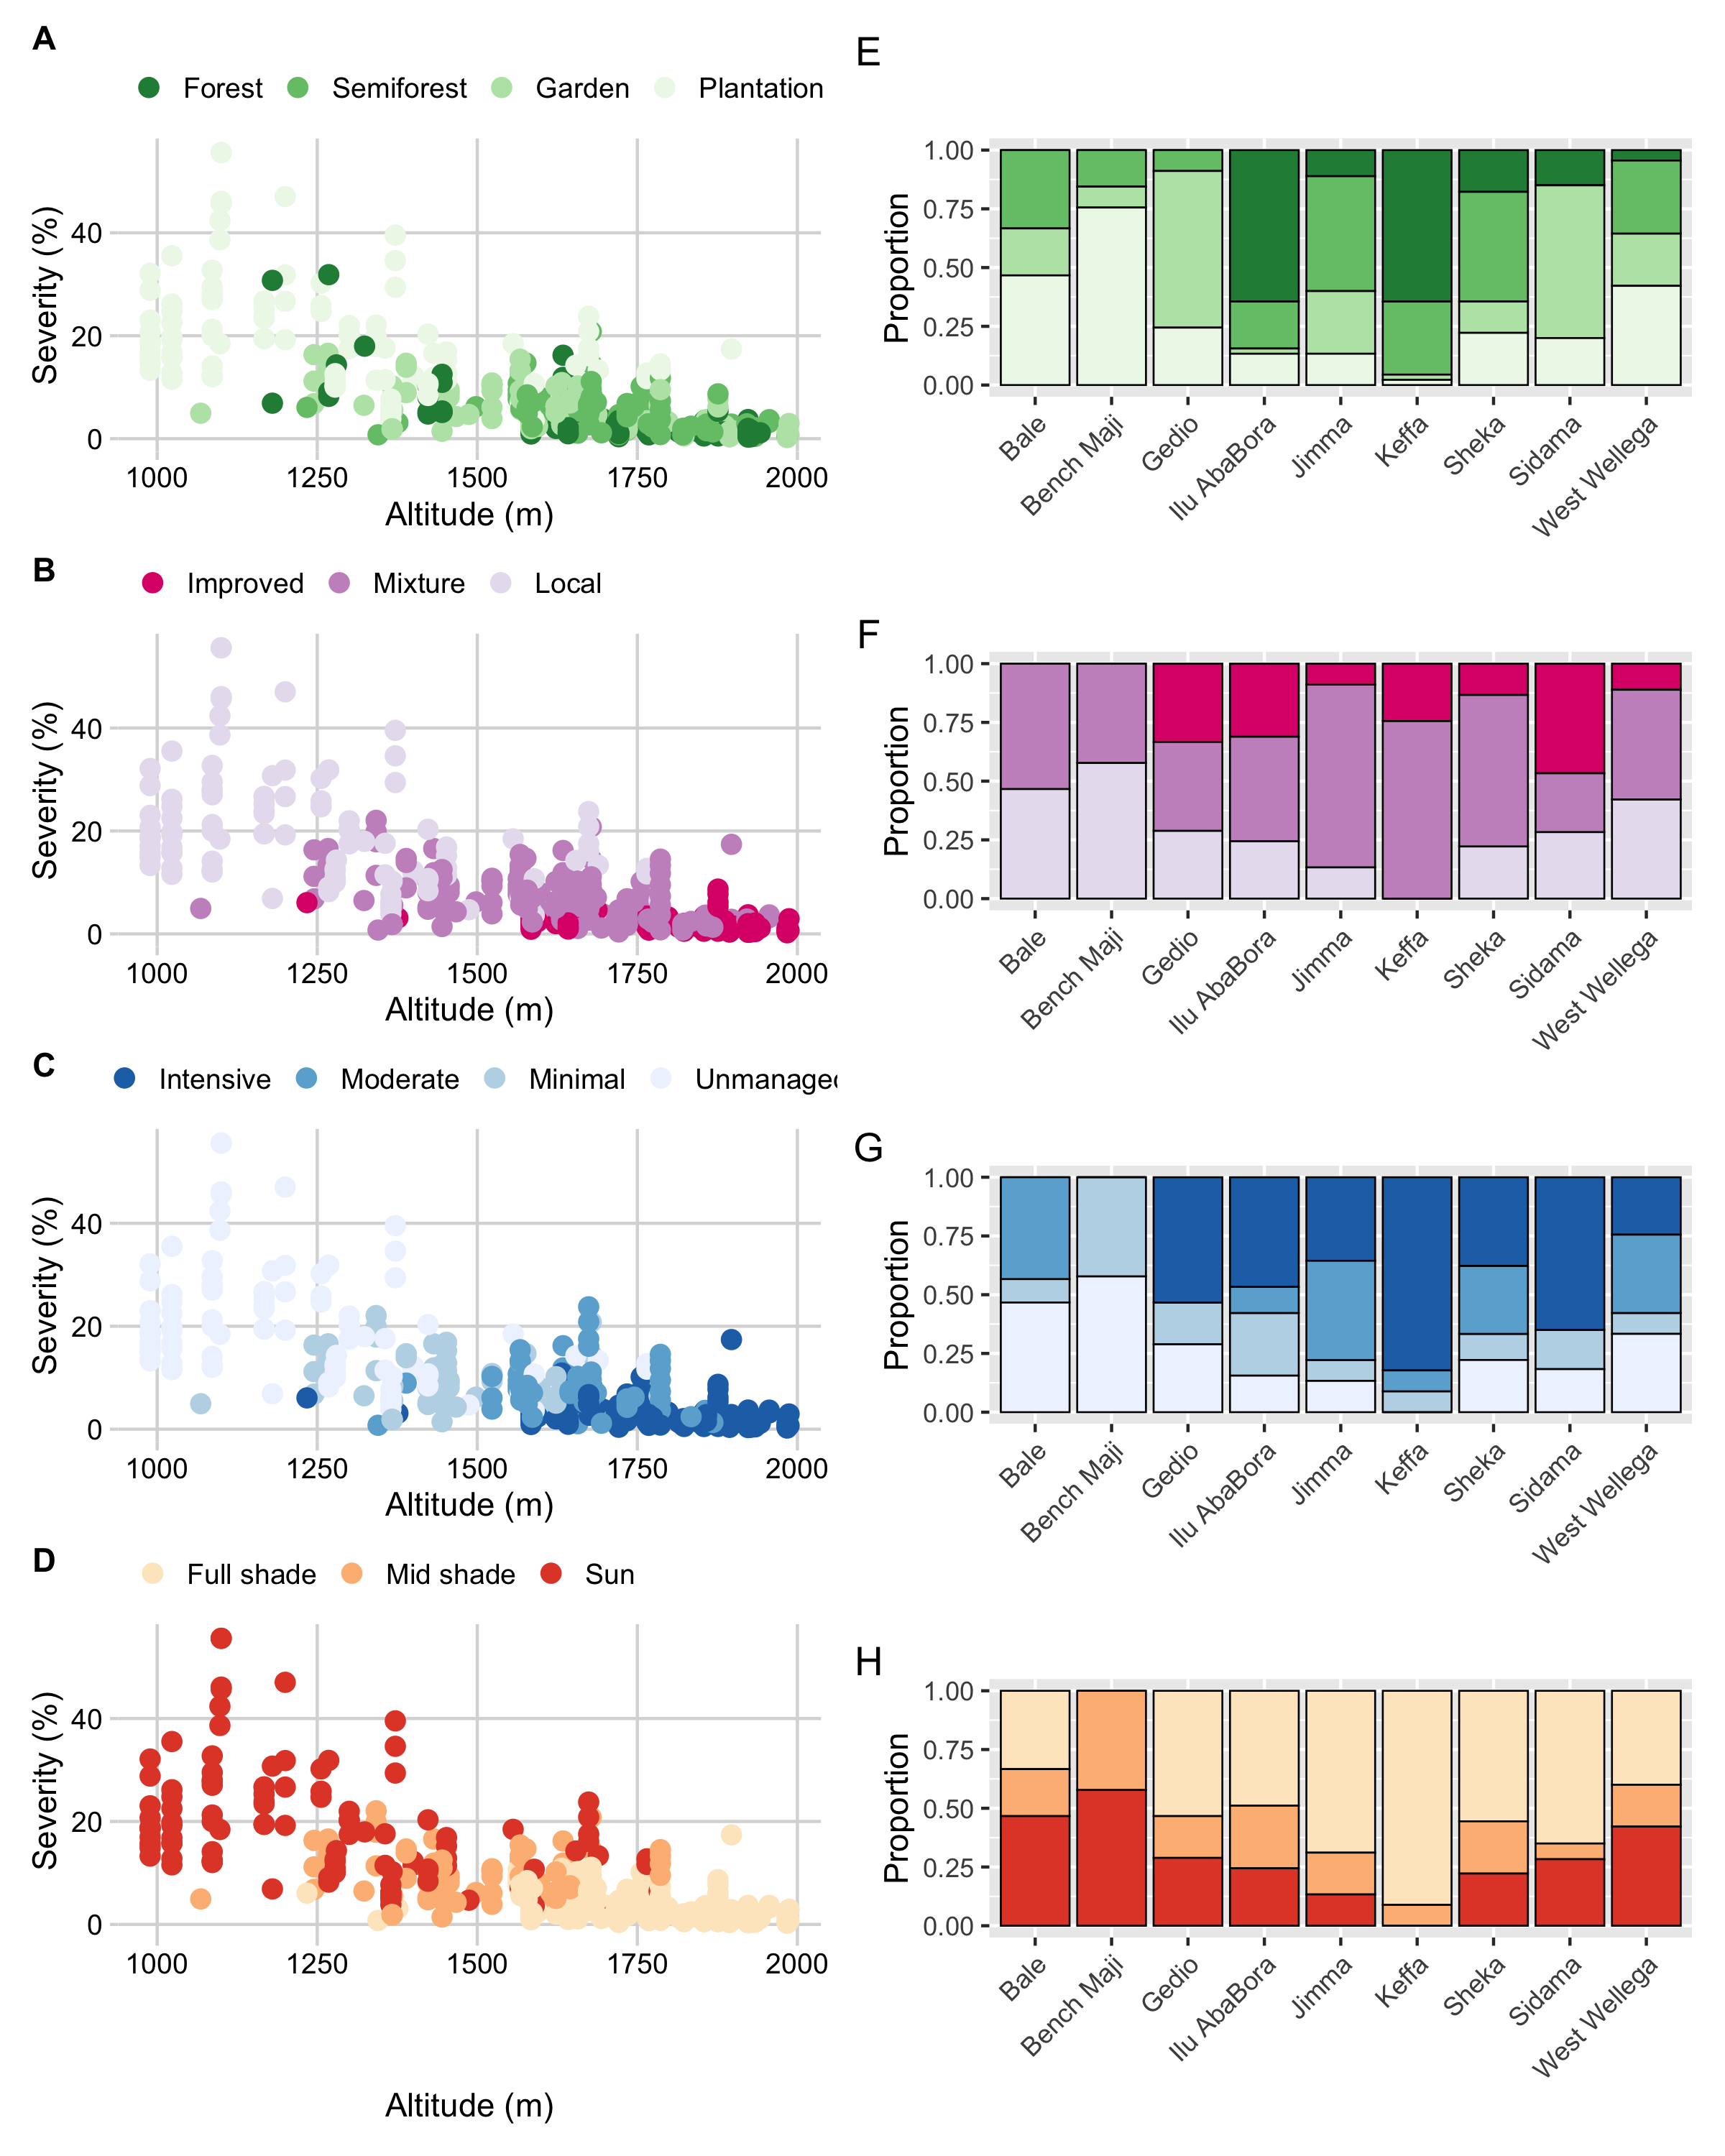 A
Forest Semiforest Garden Plantation
Severity (%)
40
20
0
1000 1250 1500 1750 2000
Altitude (m)
E
Proportion
1.00
0.75
0.50
0.25
0.00
Bale
Bench Maji
Gedio
Ilu AbaBora
Jimma
Keffa
Sheka
Sidama
West Wellega
B
Improved Mixture Local
Severity (%)
40
20
0
1000 1250 1500 1750 2000
Altitude (m)
F
Proportion
1.00
0.75
0.50
0.25
0.00
Bale
Bench Maji
Gedio
Ilu AbaBora
Jimma
Keffa
Sheka
Sidama
West Wellega
C
Intensive Moderate Minimal Unmanaged
Severity (%)
40
20
0
1000 1250 1500 1750 2000
Altitude (m)
G
Proportion
1.00
0.75
0.50
0.25
0.00
Bale
Bench Maji
Gedio
Ilu AbaBora
Jimma
Keffa
Sheka
Sidama
West Wellega
D
Full shade Mid shade Sun
Severity (%)
40
20
0
1000 1250 1500 1750 2000
Altitude (m)
H
Proportion
1.00
0.75
0.50
0.25
0.00
Bale
Bench Maji
Gedio
Ilu AbaBora
Jimma
Keffa
Sheka
Sidama
West Wellega